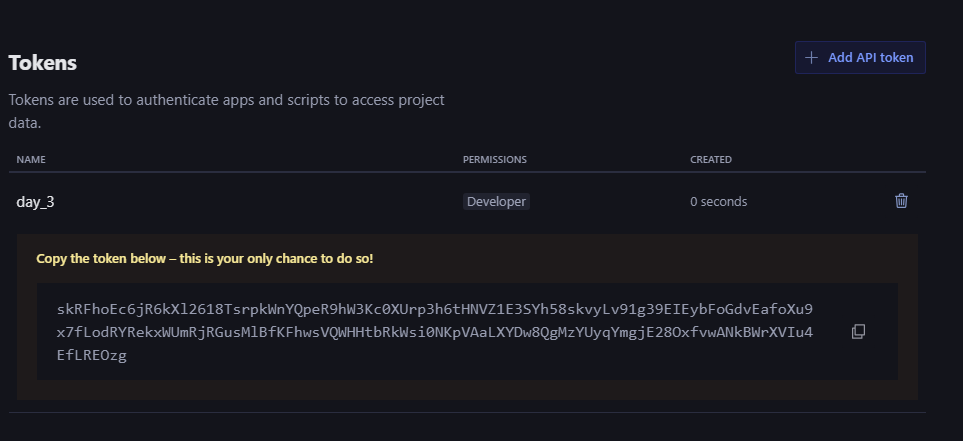 Tokens
+ Add API token
Tokens are used to authenticate apps and scripts to access project
data.
NAME PERMISSIONS CREATED
day_3 Developer 0 seconds
Copy the token below – this is your only chance to do so!
skRFhoEc6jR6kXl2618TsrpkWnYQpeR9hW3Kc0XUrp3h6tHNVZ1E3SYh58skvyLv91g39EIEybFoGdvEafoXu9
x7fLodRYRekxWUmRjRGusMlBfKFhwsVQWHHtbRkWsi0NKpVAaLXYDw8QgMzYUyqYmgjE28OxfvwANkBWrXVIu4
EfLREOzg